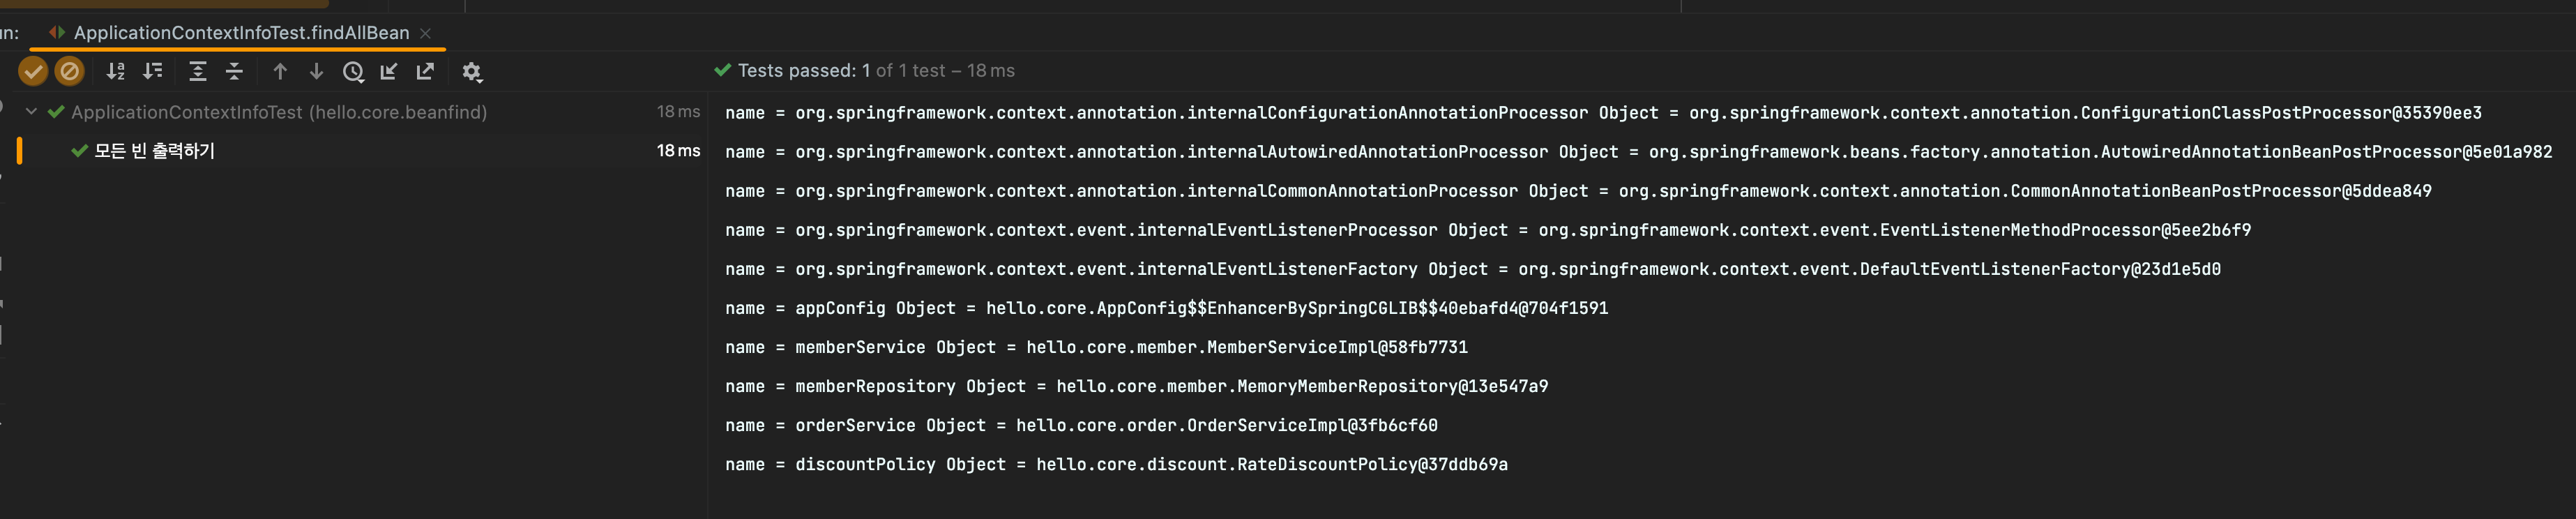 un:
ApplicationContextInfoTest.findAllBean
Tests passed: 1 of 1 test – 18 ms
ApplicationContextInfoTest (hello.core.beanfind) 18 ms
모든 빈 출력하기 18 ms
name = org.springframework.context.annotation.internalConfigurationAnnotationProcessor Object = org.springframework.context.annotation.ConfigurationClassPostProcessor@35390ee3
name = org.springframework.context.annotation.internalAutowiredAnnotationProcessor Object = org.springframework.beans.factory.annotation.AutowiredAnnotationBeanPostProcessor@5e01a982
name = org.springframework.context.annotation.internalCommonAnnotationProcessor Object = org.springframework.context.annotation.CommonAnnotationBeanPostProcessor@5ddea849
name = org.springframework.context.event.internalEventListenerProcessor Object = org.springframework.context.event.EventListenerMethodProcessor@5ee2b6f9
name = org.springframework.context.event.internalEventListenerFactory Object = org.springframework.context.event.DefaultEventListenerFactory@23d1e5d0
name = appConfig Object = hello.core.AppConfig$$EnhancerBySpringCGLIB$$40ebafd4@704f1591
name = memberService Object = hello.core.member.MemberServiceImpl@58fb7731
name = memberRepository Object = hello.core.member.MemoryMemberRepository@13e547a9
name = orderService Object = hello.core.order.OrderServiceImpl@3fb6cf60
name = discountPolicy Object = hello.core.discount.RateDiscountPolicy@37ddb69a